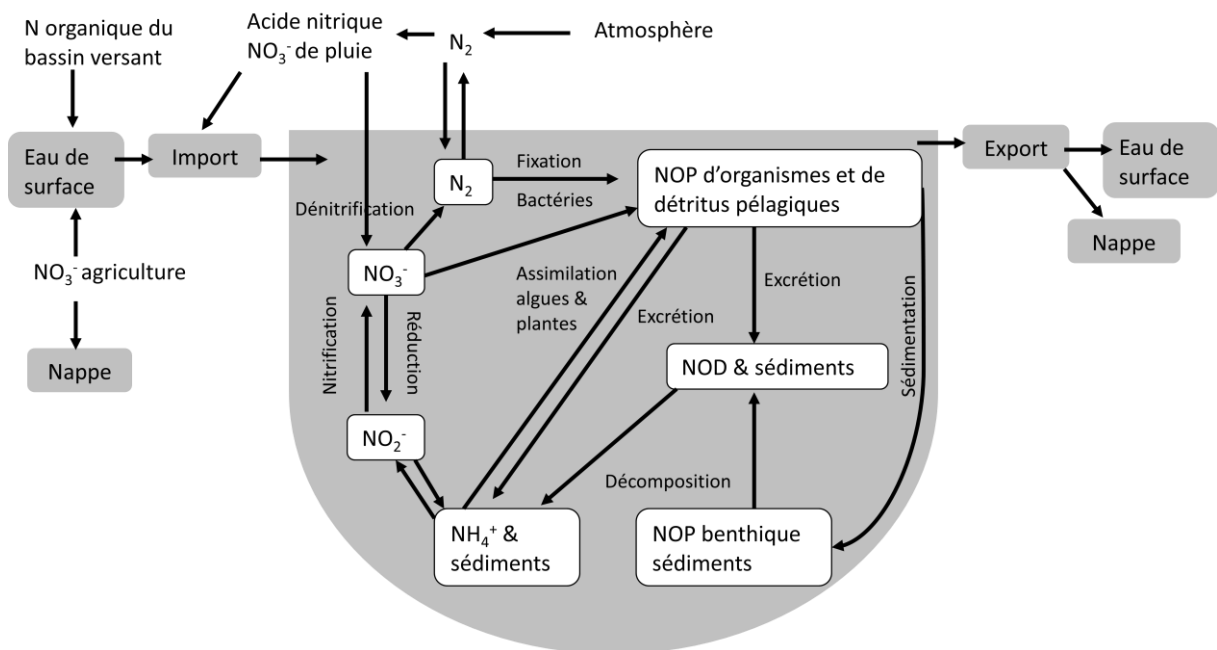 N organique du
bassin versant
Acide nitrique
NO₃⁻ de pluie
N₂
Atmosphère
Eau de
surface
Import
Export
Eau de
surface
Nappe
N₂
Fixation
Bactéries
NOP d'organismes et de
détritus pélagiques
Dénitrification
NO₃⁻
NO₃⁻ agriculture
Nappe
Assimilation
algues &
plantes
Excrétion
Excrétion
Sédimentation
Nitrification
Réduction
NOD & sédiments
NO₂⁻
Décomposition
NH₄⁺ &
sédiments
NOP benthique
sédiments